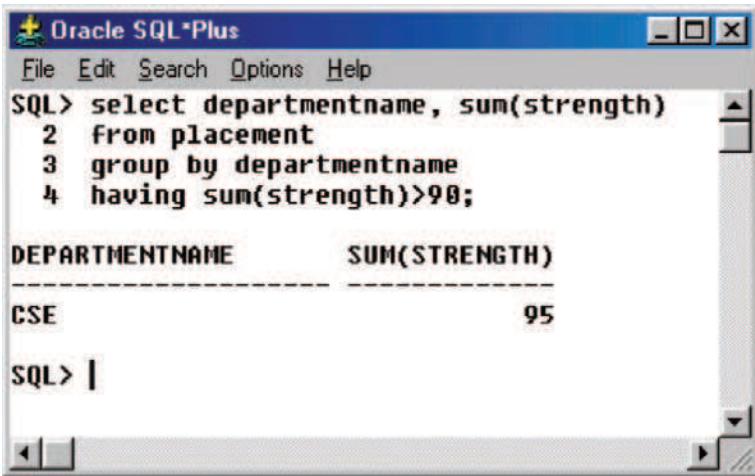 Oracle SQL*Plus
File Edit Search Options Help
SQL> select departmentname, sum(strength)
2 from placement
3 group by departmentname
4 having sum(strength)>90;
DEPARTMENTNAME SUM(STRENGTH)
-------------------- -------------
CSE 95
SQL>